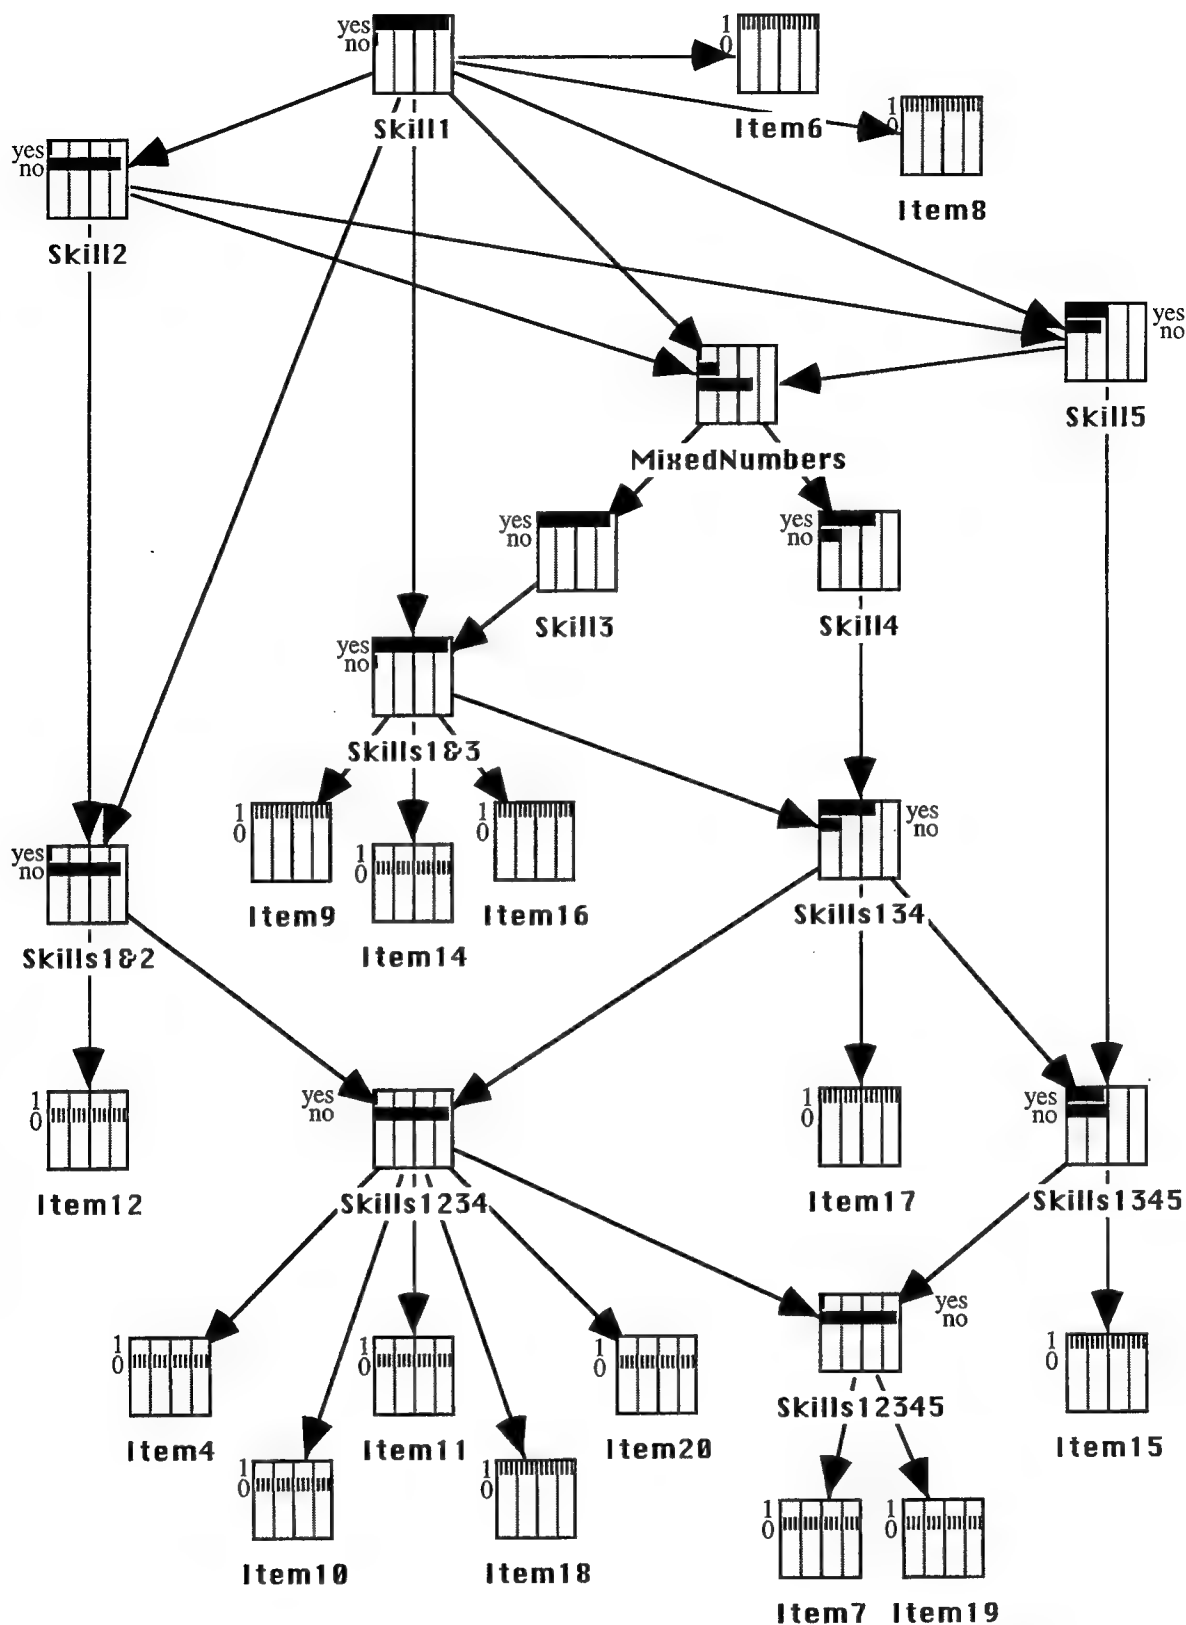 yes
no
Skill1
1
0
Item6
1
0
Item8
yes
no
Skill2
yes
no
Skill5
MixedNumbers
yes
no
Skill3
yes
no
Skill4
yes
no
Skills1&3
1
0
Item9
1
0
Item14
1
0
Item16
yes
no
Skills134
yes
no
Skills1&2
1
0
Item12
yes
no
Skills1234
1
0
Item17
yes
no
Skills1345
1
0
Item4
1
0
Item10
1
0
Item11
1
0
Item18
1
0
Item20
yes
no
Skills12345
1
0
Item15
1
0
Item7
1
0
Item19